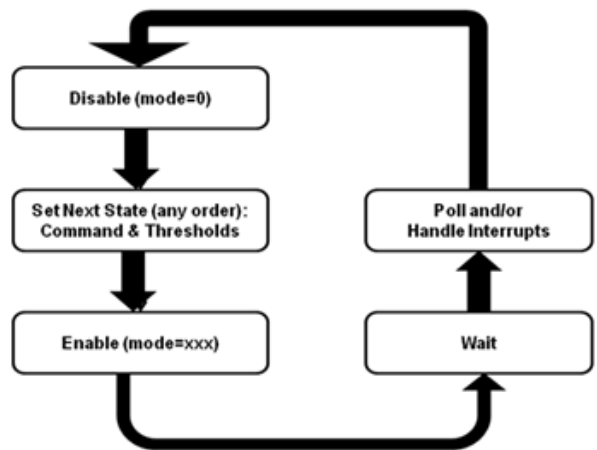 Disable (mode=0)
Set Next State (any order):
Command & Thresholds
Enable (mode=xxx)
Wait
Poll and/or
Handle Interrupts